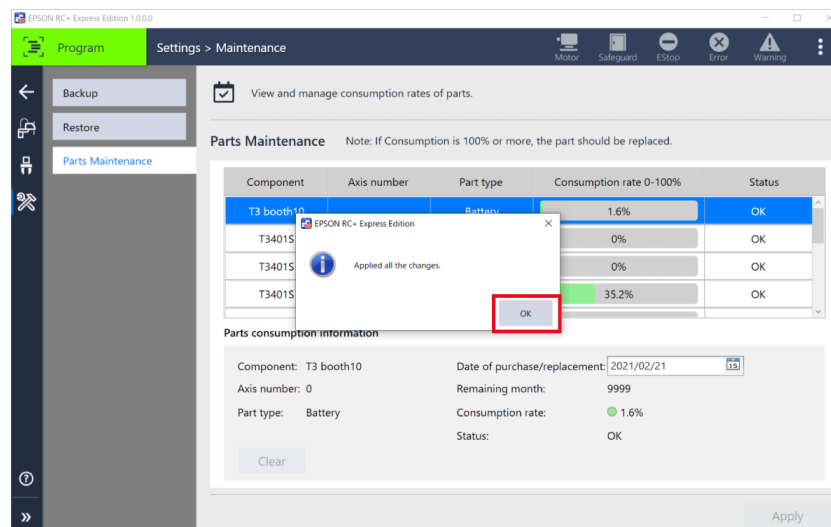 EPSON RC+ Express Edition 1.0.0.0
Program
Settings > Maintenance
Motor
Safeguard
EStop
Error
Warning
Backup
Restore
Parts Maintenance
View and manage consumption rates of parts.
Parts Maintenance Note: If Consumption is 100% or more, the part should be replaced.
Component Axis number Part type Consumption rate 0-100% Status
T3 booth10 Battery 1.6% OK
T3401S 0% OK
T3401S 0% OK
T3401S 35.2% OK
EPSON RC+ Express Edition
Applied all the changes.
OK
Parts consumption information
Component: T3 booth10 Date of purchase/replacement: 2021/02/21 15
Axis number: 0 Remaining month: 9999
Part type: Battery Consumption rate: 1.6%
Status: OK
Clear
Apply